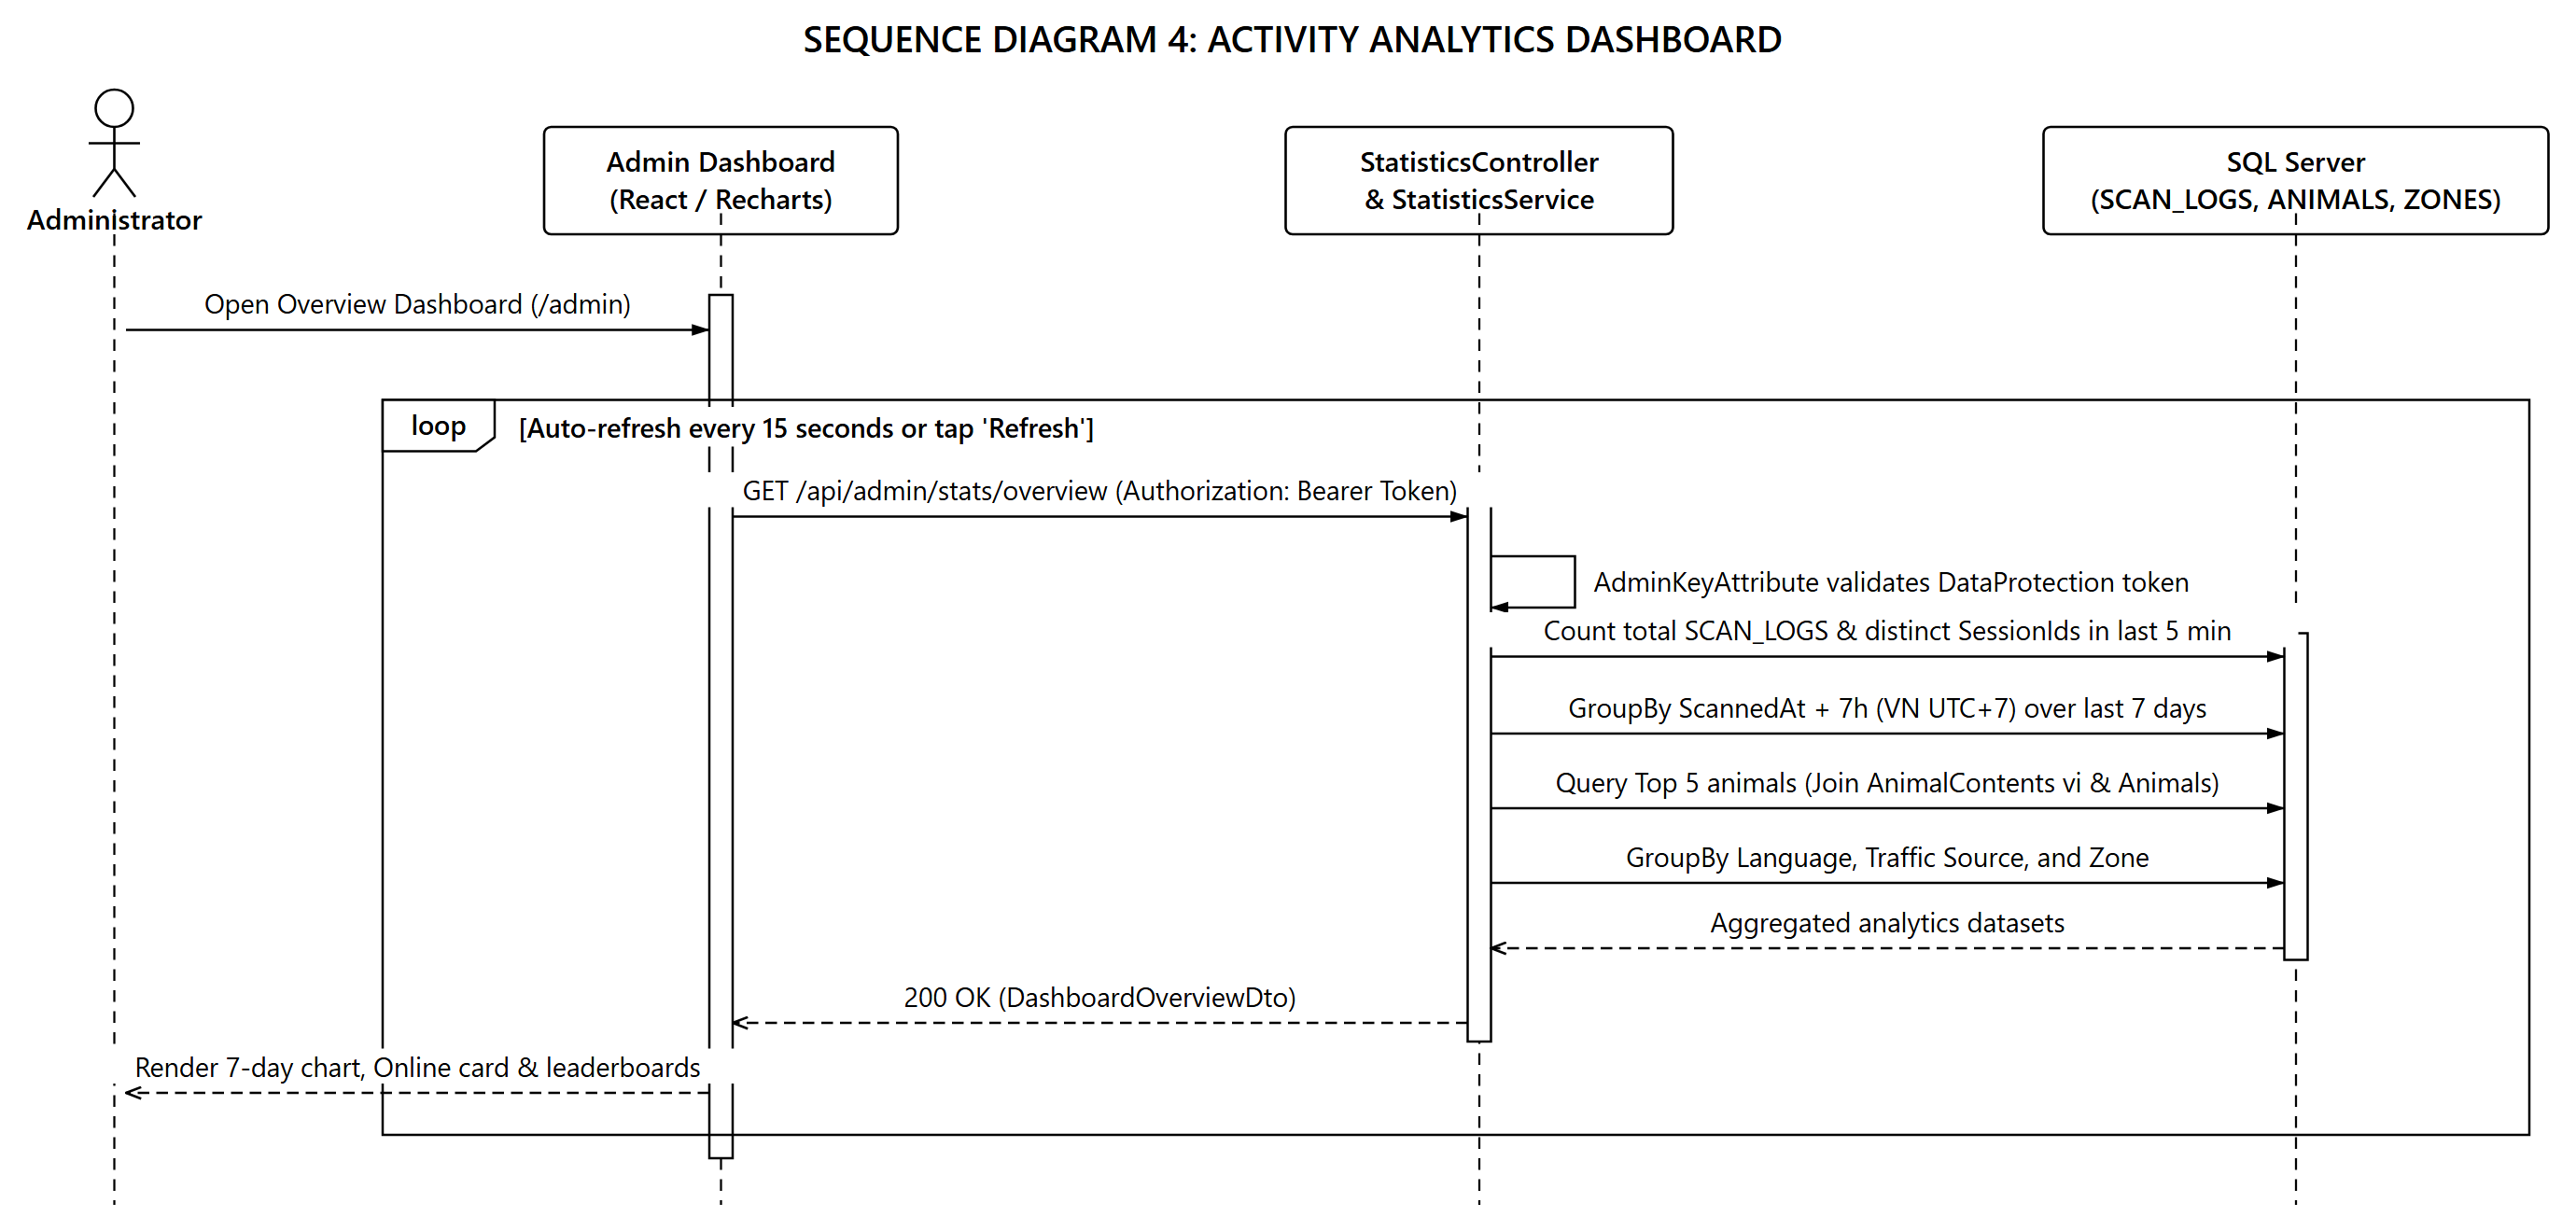 SEQUENCE DIAGRAM 4: ACTIVITY ANALYTICS DASHBOARD
Administrator
Admin Dashboard
(React / Recharts)
StatisticsController
& StatisticsService
SQL Server
(SCAN_LOGS, ANIMALS, ZONES)
Open Overview Dashboard (/admin)
loop
[Auto-refresh every 15 seconds or tap 'Refresh']
GET /api/admin/stats/overview (Authorization: Bearer Token)
AdminKeyAttribute validates DataProtection token
Count total SCAN_LOGS & distinct SessionIds in last 5 min
GroupBy ScannedAt + 7h (VN UTC+7) over last 7 days
Query Top 5 animals (Join AnimalContents vi & Animals)
GroupBy Language, Traffic Source, and Zone
Aggregated analytics datasets
200 OK (DashboardOverviewDto)
Render 7-day chart, Online card & leaderboards